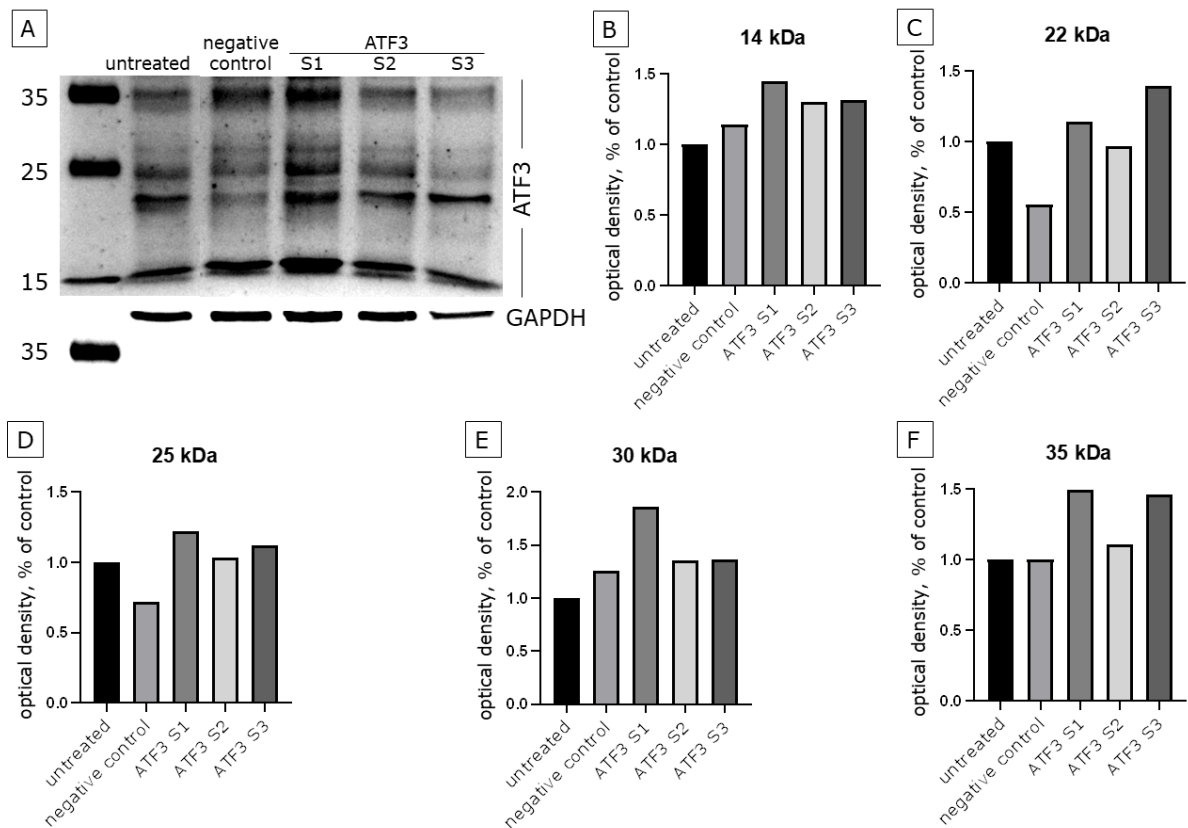 A
untreated
negative
control
ATF3
S1
S2
S3
35
25
15
35
ATF3
GAPDH
B
14 kDa
optical density, % of control
1.5
1.0
0.5
0.0
untreated
negative control
ATF3 S1
ATF3 S2
ATF3 S3
C
22 kDa
optical density, % of control
1.5
1.0
0.5
0.0
untreated
negative control
ATF3 S1
ATF3 S2
ATF3 S3
D
25 kDa
optical density, % of control
1.5
1.0
0.5
0.0
untreated
negative control
ATF3 S1
ATF3 S2
ATF3 S3
E
30 kDa
optical density, % of control
2.0
1.5
1.0
0.5
0.0
untreated
negative control
ATF3 S1
ATF3 S2
ATF3 S3
F
35 kDa
optical density, % of control
1.5
1.0
0.5
0.0
untreated
negative control
ATF3 S1
ATF3 S2
ATF3 S3